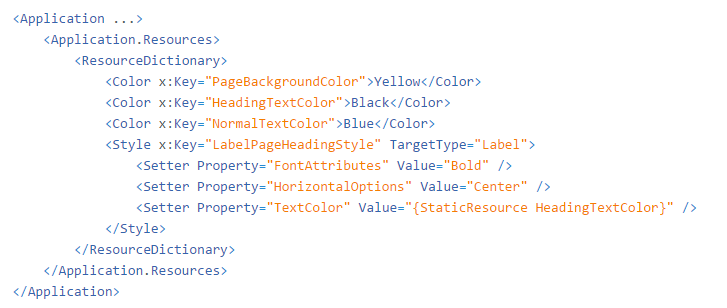 <Application ...>
    <Application.Resources>
        <ResourceDictionary>
            <Color x:Key="PageBackgroundColor">Yellow</Color>
            <Color x:Key="HeadingTextColor">Black</Color>
            <Color x:Key="NormalTextColor">Blue</Color>
            <Style x:Key="LabelPageHeadingStyle" TargetType="Label">
                <Setter Property="FontAttributes" Value="Bold" />
                <Setter Property="HorizontalOptions" Value="Center" />
                <Setter Property="TextColor" Value="{StaticResource HeadingTextColor}" />
            </Style>
        </ResourceDictionary>
    </Application.Resources>
</Application>